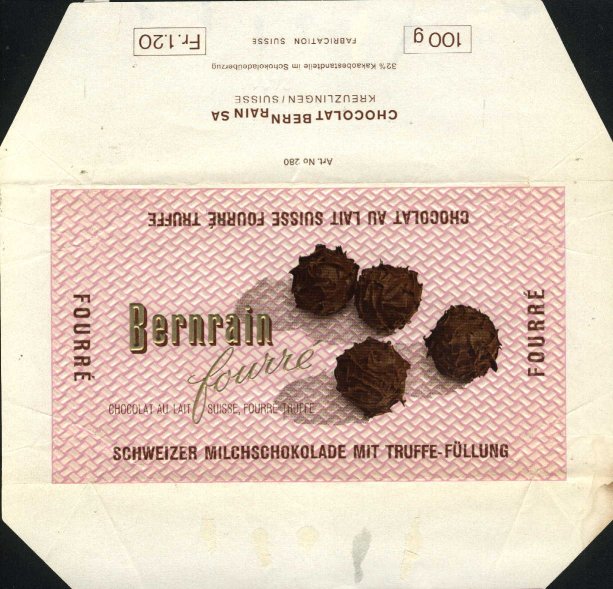 Fr. 1.20
FABRICATION SUISSE
100 g
32% Kakaobestandteile im Schokoladeüberzug
CHOCOLAT BERNRAIN SA
KREUZLINGEN / SUISSE
Art. No 280
CHOCOLAT AU LAIT SUISSE FOURRÉ TRUFFE
FOURRÉ
Bernrain
fourré
CHOCOLAT AU LAIT SUISSE, FOURRÉ TRUFFE
FOURRÉ
SCHWEIZER MILCHSCHOKOLADE MIT TRUFFE-FÜLLUNG